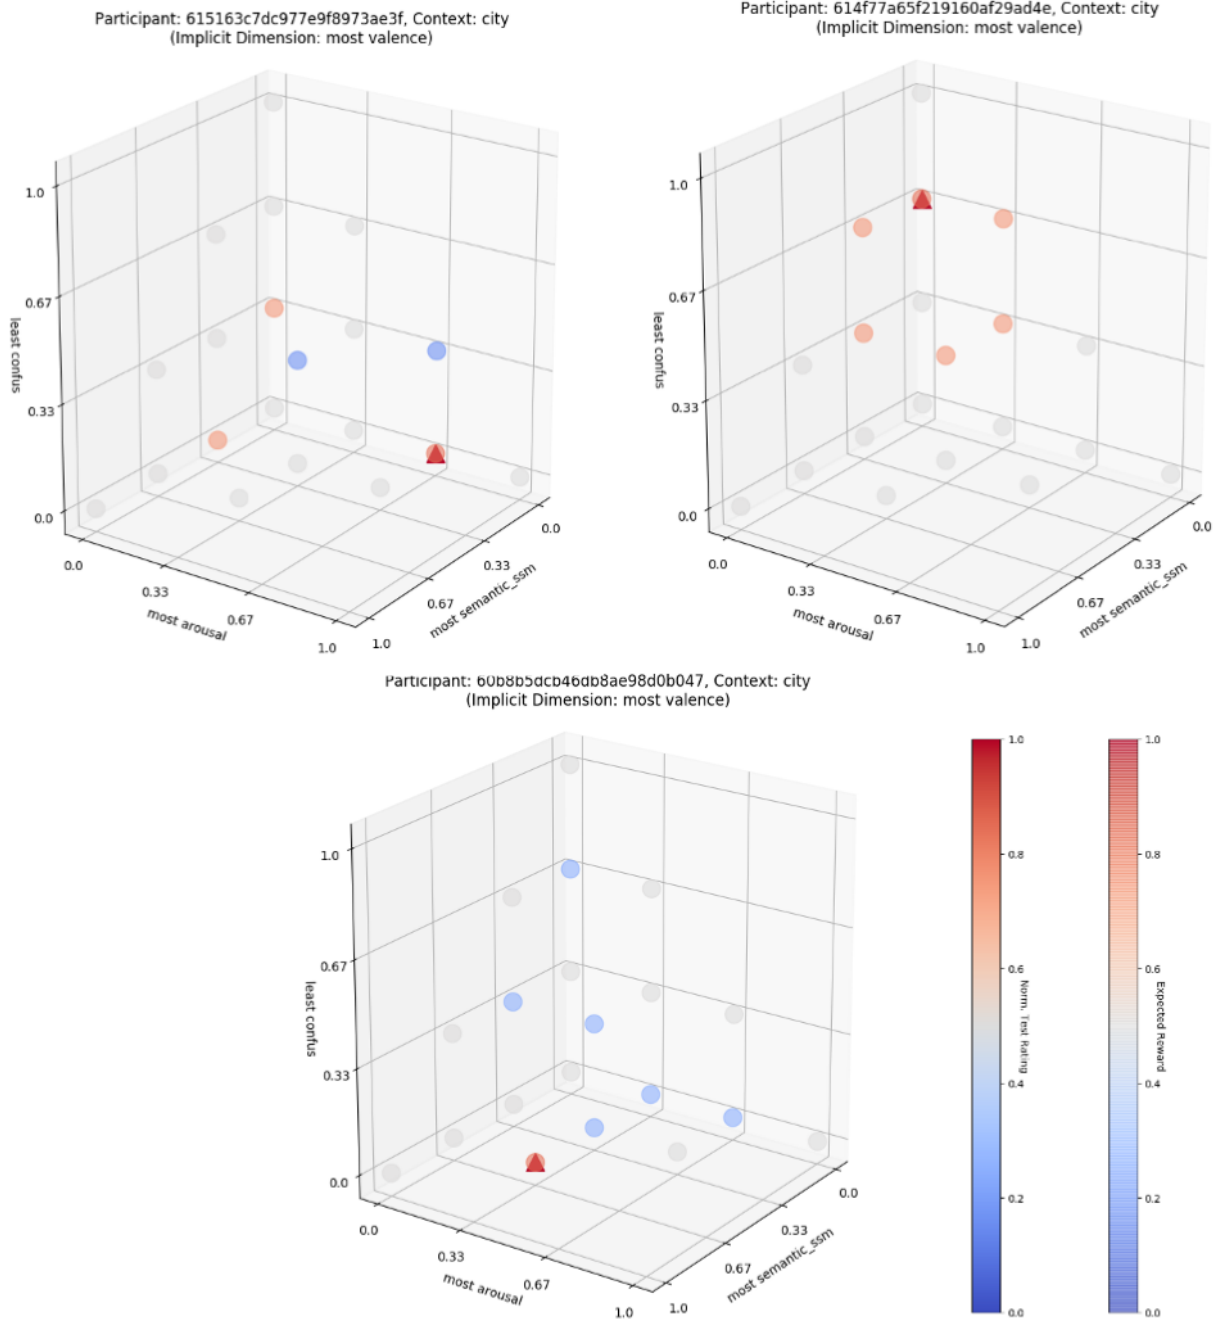 Participant: 615163c7dc977e9f8973ae3f, Context: city
(Implicit Dimension: most valence)
1.0
0.67
0.33
0.0
least confus
0.0
0.33
0.67
1.0
most arousal
0.0
0.33
0.67
1.0
most semantic_ssm
Participant: 614f77a65f219160af29ad4e, Context: city
(Implicit Dimension: most valence)
1.0
0.67
0.33
0.0
least confus
0.0
0.33
0.67
1.0
most arousal
0.0
0.33
0.67
1.0
most semantic_ssm
Participant: 60b8b5dcb46db8ae98d0b047, Context: city
(Implicit Dimension: most valence)
1.0
0.67
0.33
0.0
least confus
0.0
0.33
0.67
1.0
most arousal
0.0
0.33
0.67
1.0
most semantic_ssm
1.0
0.8
0.6
0.4
0.2
0.0
Norm. Test Rating
1.0
0.8
0.6
0.4
0.2
0.0
Expected Reward